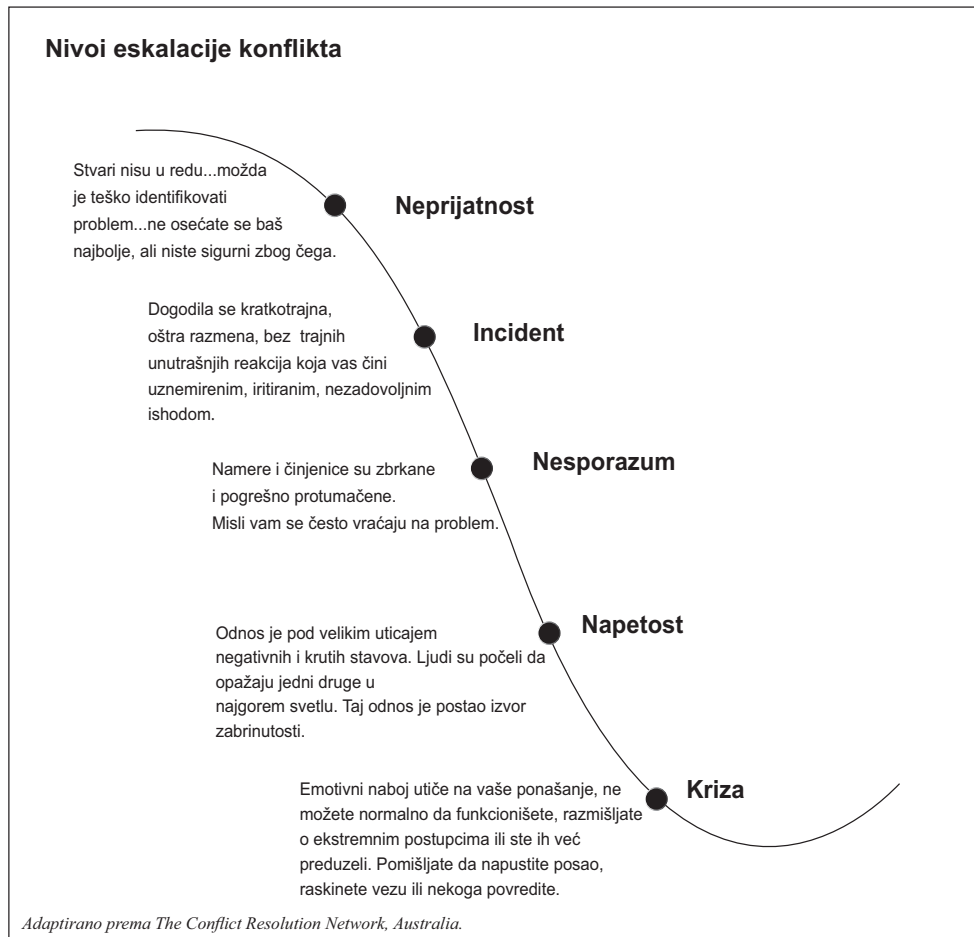 Nivoi eskalacije konflikta
Stvari nisu u redu...možda
je teško identifikovati
problem...ne osećate se baš
najbolje, ali niste sigurni zbog čega.
Neprijatnost
Dogodila se kratkotrajna,
oštra razmena, bez trajnih
unutrašnjih reakcija koja vas čini
uznemirenim, iritiranim, nezadovoljnim
ishodom.
Incident
Namere i činjenice su zbrkane
i pogrešno protumačene.
Misli vam se često vraćaju na problem.
Nesporazum
Odnos je pod velikim uticajem
negativnih i krutih stavova. Ljudi su počeli da
opažaju jedni druge u
najgorem svetlu. Taj odnos je postao izvor
zabrinutosti.
Napetost
Emotivni naboj utiče na vaše ponašanje, ne
možete normalno da funkcionišete, razmišljate
o ekstremnim postupcima ili ste ih već
preduzeli. Pomišljate da napustite posao,
raskinete vezu ili nekoga povredite.
Kriza
Adaptirano prema The Conflict Resolution Network, Australia.